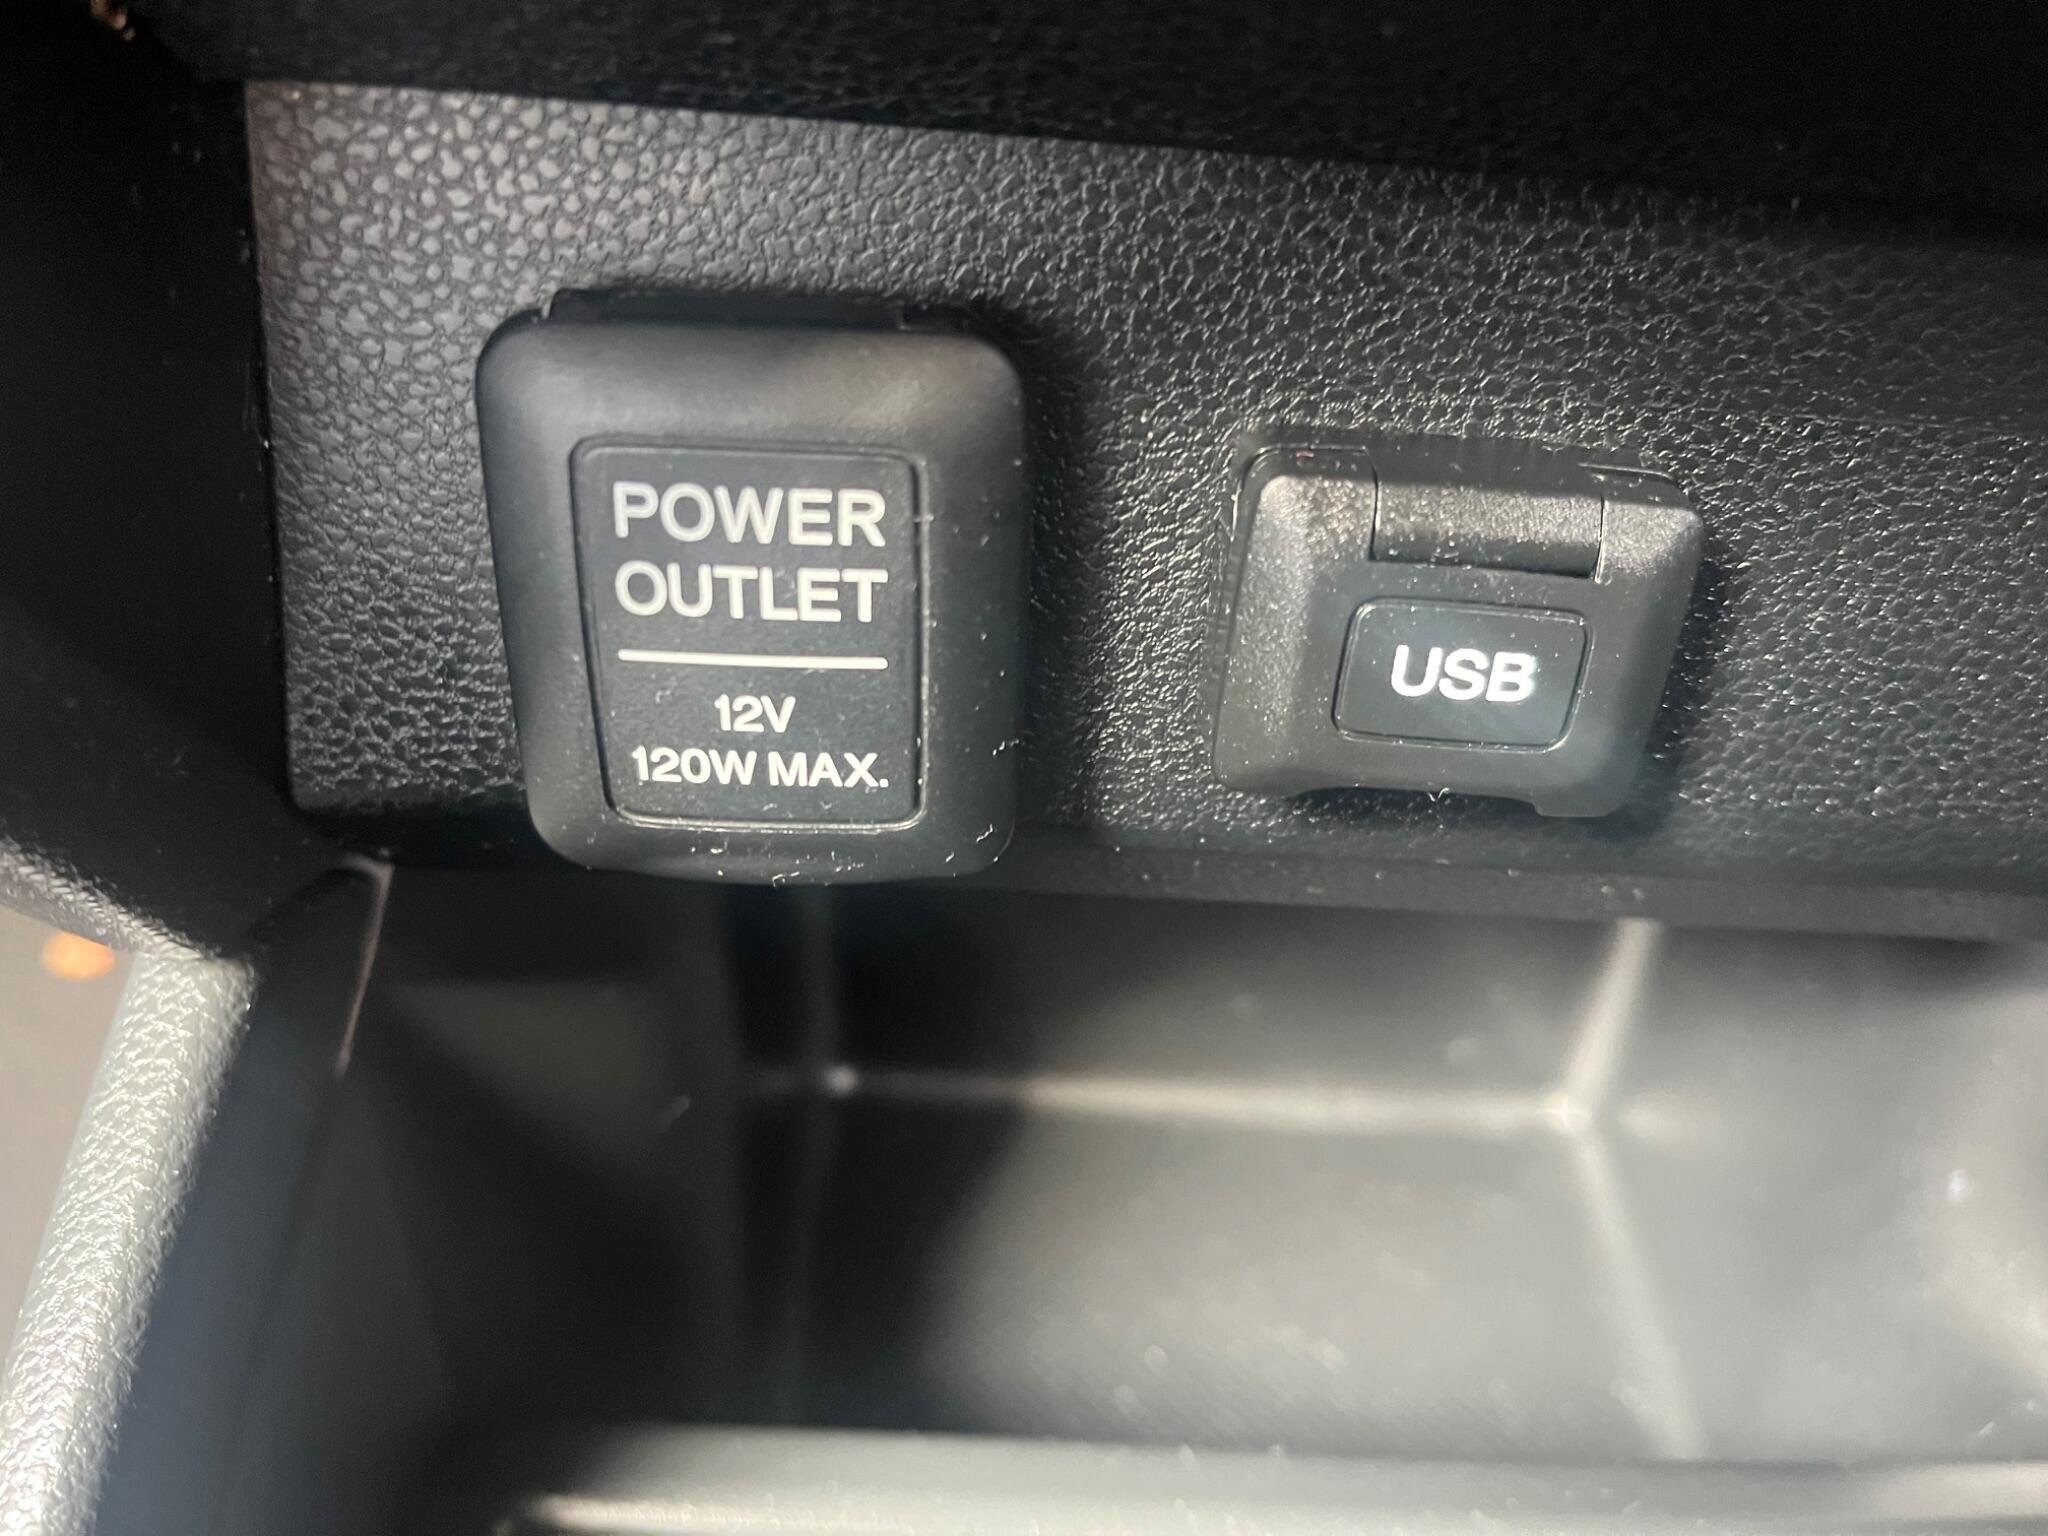 POWER
OUTLET
12V
120W MAX.
USB